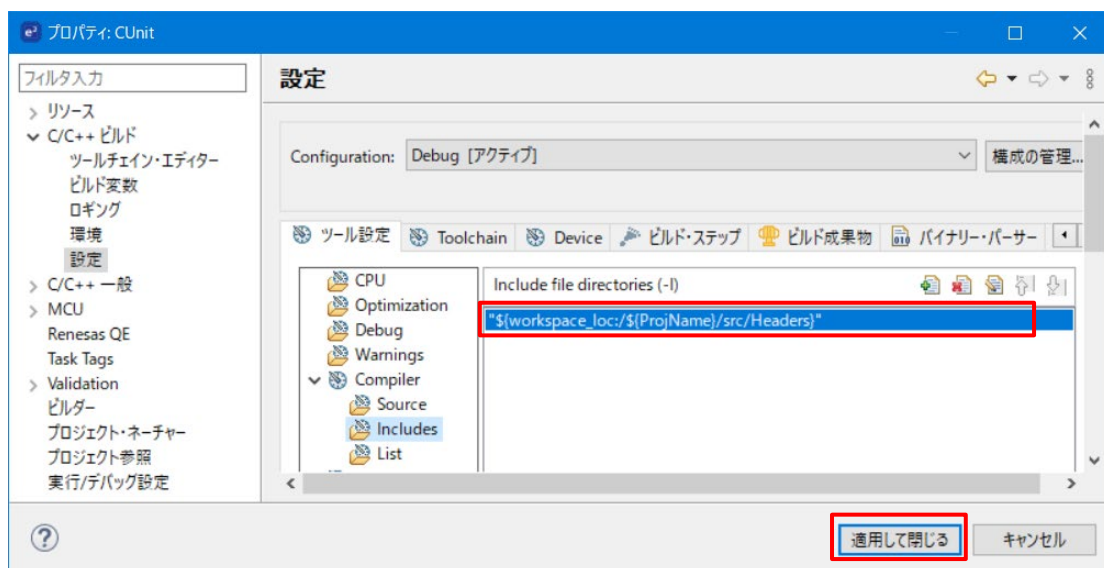 プロパティ: CUnit
フィルタ入力
設定
リソース
C/C++ ビルド
ツールチェイン・エディター
ビルド変数
ロギング
環境
設定
C/C++ 一般
MCU
Renesas QE
Task Tags
Validation
ビルダー
プロジェクト・ネーチャー
プロジェクト参照
実行/デバッグ設定
Configuration: Debug [アクティブ]
構成の管理...
ツール設定 Toolchain Device ビルド・ステップ ビルド成果物 バイナリー・パーサー
CPU
Optimization
Debug
Warnings
Compiler
Source
Includes
List
Include file directories (-I)
"${workspace_loc:/${ProjName}/src/Headers}"
適用して閉じる
キャンセル